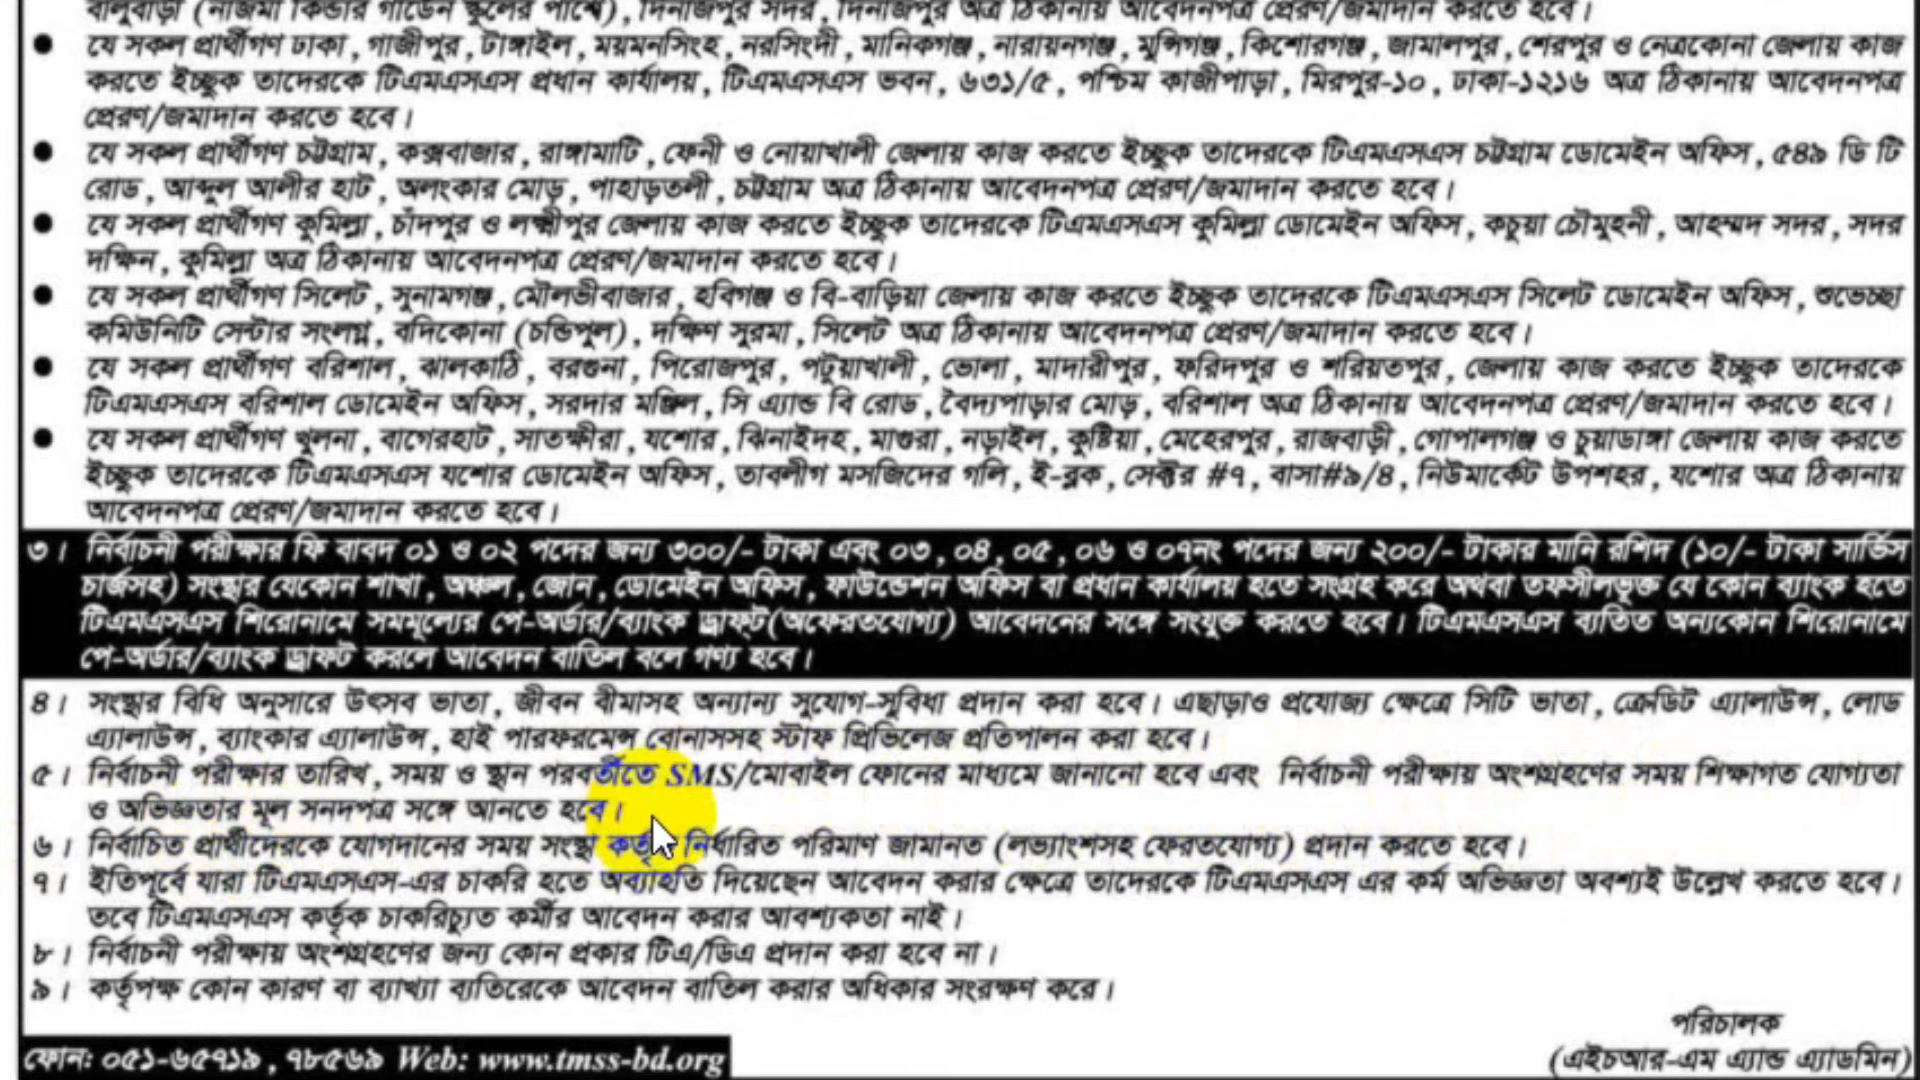 বালুবাড়ী (নাজমা কিন্ডার গার্ডেন স্কুলের পার্শ্বে), দিনাজপুর সদর, দিনাজপুর অত্র ঠিকানায় আবেদনপত্র প্রেরণ/জমাদান করতে হবে।
● যে সকল প্রার্থীগণ ঢাকা, গাজীপুর, টাঙ্গাইল, ময়মনসিংহ, নরসিংদী, মানিকগঞ্জ, নারায়নগঞ্জ, মুন্সিগঞ্জ, কিশোরগঞ্জ, জামালপুর, শেরপুর ও নেত্রকোনা জেলায় কাজ
করতে ইচ্ছুক তাদেরকে টিএমএসএস প্রধান কার্যালয়, টিএমএসএস ভবন, ৬৩১/৫, পশ্চিম কাজীপাড়া, মিরপুর-১০, ঢাকা-১২১৬ অত্র ঠিকানায় আবেদনপত্র
প্রেরণ/জমাদান করতে হবে।
● যে সকল প্রার্থীগণ চট্টগ্রাম, কক্সবাজার, রাঙ্গামাটি, ফেনী ও নোয়াখালী জেলায় কাজ করতে ইচ্ছুক তাদেরকে টিএমএসএস চট্টগ্রাম ডোমেইন অফিস, ৫৪৯ ডি টি
রোড, আব্দুল আলীর হাট, অলংকার মোড়, পাহাড়তলী, চট্টগ্রাম অত্র ঠিকানায় আবেদনপত্র প্রেরণ/জমাদান করতে হবে।
● যে সকল প্রার্থীগণ কুমিল্লা, চাঁদপুর ও লক্ষ্মীপুর জেলায় কাজ করতে ইচ্ছুক তাদেরকে টিএমএসএস কুমিল্লা ডোমেইন অফিস, কচুয়া চৌমুহনী, আহম্মদ সদর, সদর
দক্ষিন, কুমিল্লা অত্র ঠিকানায় আবেদনপত্র প্রেরণ/জমাদান করতে হবে।
● যে সকল প্রার্থীগণ সিলেট, সুনামগঞ্জ, মৌলভীবাজার, হবিগঞ্জ ও বি-বাড়িয়া জেলায় কাজ করতে ইচ্ছুক তাদেরকে টিএমএসএস সিলেট ডোমেইন অফিস, শুভেচ্ছা
কমিউনিটি সেন্টার সংলগ্ন, বদিকোনা (চন্ডিপুল), দক্ষিণ সুরমা, সিলেট অত্র ঠিকানায় আবেদনপত্র প্রেরণ/জমাদান করতে হবে।
● যে সকল প্রার্থীগণ বরিশাল, ঝালকাঠি, বরগুনা, পিরোজপুর, পটুয়াখালী, ভোলা, মাদারীপুর, ফরিদপুর ও শরিয়তপুর, জেলায় কাজ করতে ইচ্ছুক তাদেরকে
টিএমএসএস বরিশাল ডোমেইন অফিস, সরদার মঞ্জিল, সি এ্যান্ড বি রোড, বৈদ্যপাড়ার মোড়, বরিশাল অত্র ঠিকানায় আবেদনপত্র প্রেরণ/জমাদান করতে হবে।
● যে সকল প্রার্থীগণ খুলনা, বাগেরহাট, সাতক্ষীরা, যশোর, ঝিনাইদহ, মাগুরা, নড়াইল, কুষ্টিয়া, মেহেরপুর, রাজবাড়ী, গোপালগঞ্জ ও চুয়াডাঙ্গা জেলায় কাজ করতে
ইচ্ছুক তাদেরকে টিএমএসএস যশোর ডোমেইন অফিস, তাবলীগ মসজিদের গলি, ই-ব্লক, সেক্টর #৭, বাসা#৯/৪, নিউমার্কেট উপশহর, যশোর অত্র ঠিকানায়
আবেদনপত্র প্রেরণ/জমাদান করতে হবে।
৩। নির্বাচনী পরীক্ষার ফি বাবদ ০১ ও ০২ পদের জন্য ৩০০/- টাকা এবং ০৩, ০৪, ০৫, ০৬ ও ০৭নং পদের জন্য ২০০/- টাকার মানি রশিদ (১০/- টাকা সার্ভিস
চার্জসহ) সংস্থার যেকোন শাখা, অঞ্চল, জোন, ডোমেইন অফিস, ফাউন্ডেশন অফিস বা প্রধান কার্যালয় হতে সংগ্রহ করে অথবা তফসীলভূক্ত যে কোন ব্যাংক হতে
টিএমএসএস শিরোনামে সমমূল্যের পে-অর্ডার/ব্যাংক ড্রাফ্ট(অফেরতযোগ্য) আবেদনের সঙ্গে সংযুক্ত করতে হবে। টিএমএসএস ব্যতিত অন্যকোন শিরোনামে
পে-অর্ডার/ব্যাংক ড্রাফট করলে আবেদন বাতিল বলে গণ্য হবে।
৪। সংস্থার বিধি অনুসারে উৎসব ভাতা, জীবন বীমাসহ অন্যান্য সুযোগ-সুবিধা প্রদান করা হবে। এছাড়াও প্রযোজ্য ক্ষেত্রে সিটি ভাতা, ক্রেডিট এ্যালাউন্স, লোড
এ্যালাউন্স, ব্যাংকার এ্যালাউন্স, হাই পারফরমেন্স বোনাসসহ স্টাফ প্রিভিলেজ প্রতিপালন করা হবে।
৫। নির্বাচনী পরীক্ষার তারিখ, সময় ও স্থান পরবর্তীতে SMS/মোবাইল ফোনের মাধ্যমে জানানো হবে এবং নির্বাচনী পরীক্ষায় অংশগ্রহণের সময় শিক্ষাগত যোগ্যতা
ও অভিজ্ঞতার মূল সনদপত্র সঙ্গে আনতে হবে।
৬। নির্বাচিত প্রার্থীদেরকে যোগদানের সময় সংস্থা কর্তৃক নির্ধারিত পরিমাণ জামানত (লভ্যাংশসহ ফেরতযোগ্য) প্রদান করতে হবে।
৭। ইতিপূর্বে যারা টিএমএসএস-এর চাকরি হতে অব্যাহতি দিয়েছেন আবেদন করার ক্ষেত্রে তাদেরকে টিএমএসএস এর কর্ম অভিজ্ঞতা অবশ্যই উল্লেখ করতে হবে।
তবে টিএমএসএস কর্তৃক চাকরিচ্যুত কর্মীর আবেদন করার আবশ্যকতা নাই।
৮। নির্বাচনী পরীক্ষায় অংশগ্রহণের জন্য কোন প্রকার টিএ/ডিএ প্রদান করা হবে না।
৯। কর্তৃপক্ষ কোন কারণ বা ব্যাখ্যা ব্যতিরেকে আবেদন বাতিল করার অধিকার সংরক্ষণ করে।
পরিচালক
ফোন: ০৫১-৬৫৭১৯, ৭৮৫৬৯ Web: www.tmss-bd.org (এইচআর-এম এ্যান্ড এ্যাডমিন)